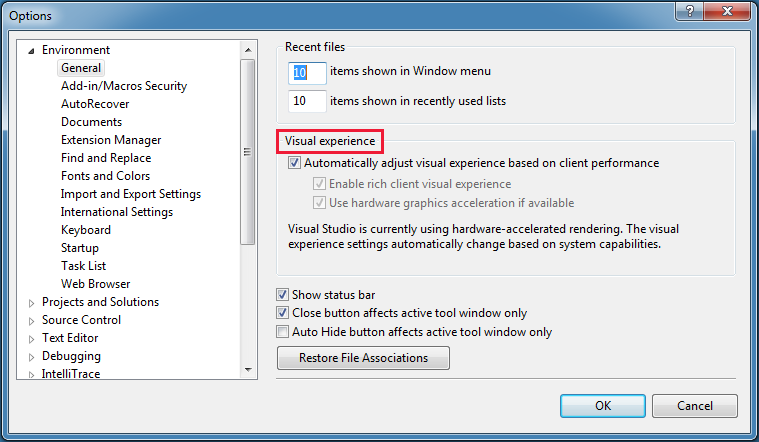 Options
Environment
General
Add-in/Macros Security
AutoRecover
Documents
Extension Manager
Find and Replace
Fonts and Colors
Import and Export Settings
International Settings
Keyboard
Startup
Task List
Web Browser
Projects and Solutions
Source Control
Text Editor
Debugging
IntelliTrace
Recent files
10 items shown in Window menu
10 items shown in recently used lists
Visual experience
Automatically adjust visual experience based on client performance
Enable rich client visual experience
Use hardware graphics acceleration if available
Visual Studio is currently using hardware-accelerated rendering. The visual
experience settings automatically change based on system capabilities.
Show status bar
Close button affects active tool window only
Auto Hide button affects active tool window only
Restore File Associations
OK
Cancel